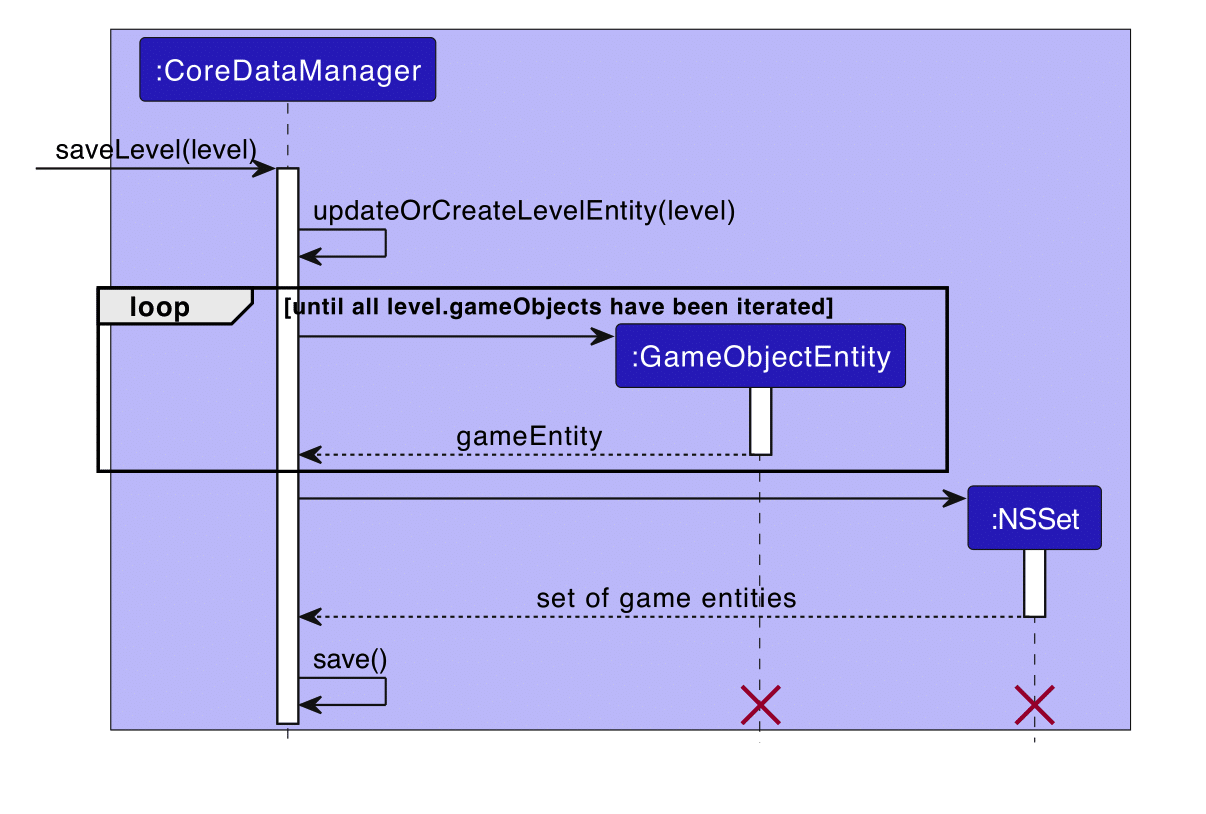 :CoreDataManager
saveLevel(level)
updateOrCreateLevelEntity(level)
loop
[until all level.gameObjects have been iterated]
:GameObjectEntity
gameEntity
:NSSet
set of game entities
save()